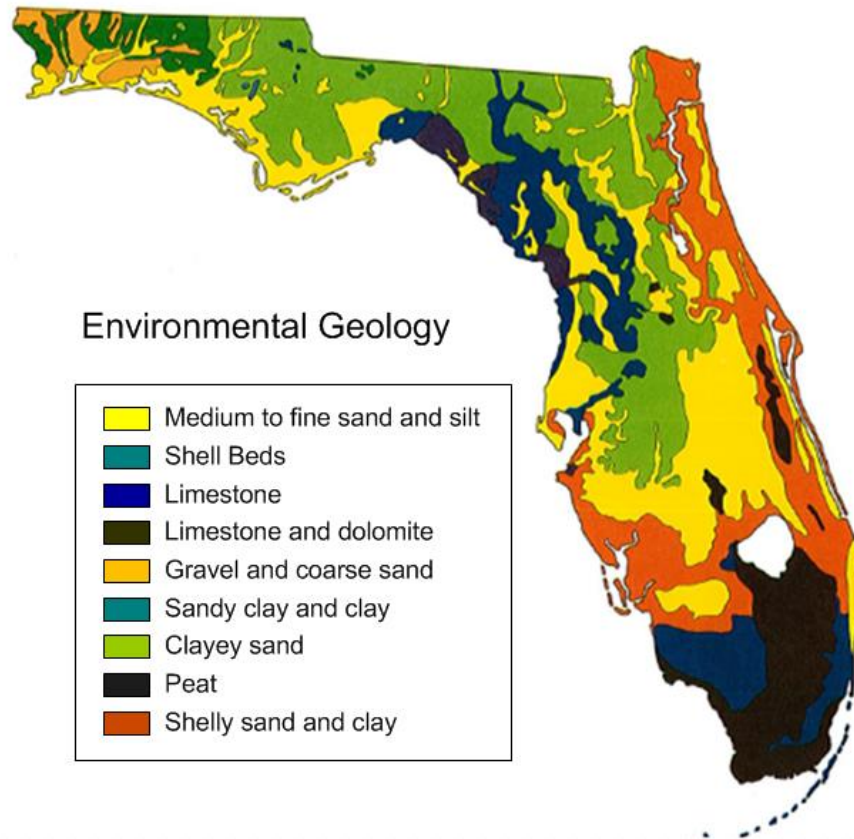 Environmental Geology
Medium to fine sand and silt
Shell Beds
Limestone
Limestone and dolomite
Gravel and coarse sand
Sandy clay and clay
Clayey sand
Peat
Shelly sand and clay